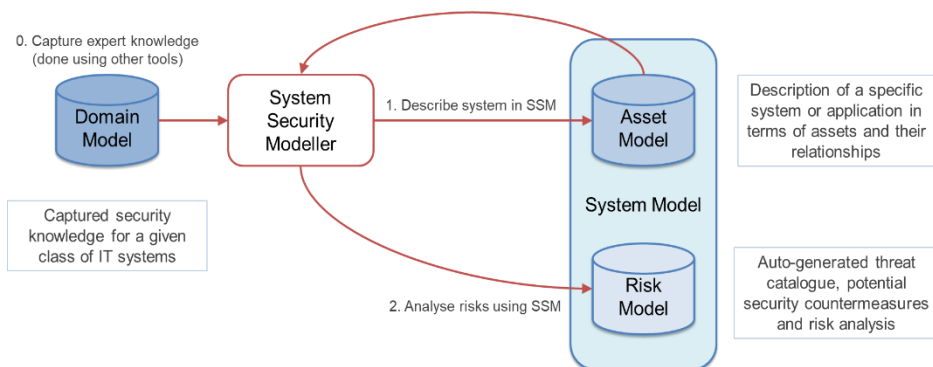 0. Capture expert knowledge
(done using other tools)
Domain
Model
Captured security
knowledge for a given
class of IT systems
System
Security
Modeller
1. Describe system in SSM
2. Analyse risks using SSM
Asset
Model
System Model
Risk
Model
Description of a specific
system or application in
terms of assets and their
relationships
Auto-generated threat
catalogue, potential
security countermeasures
and risk analysis